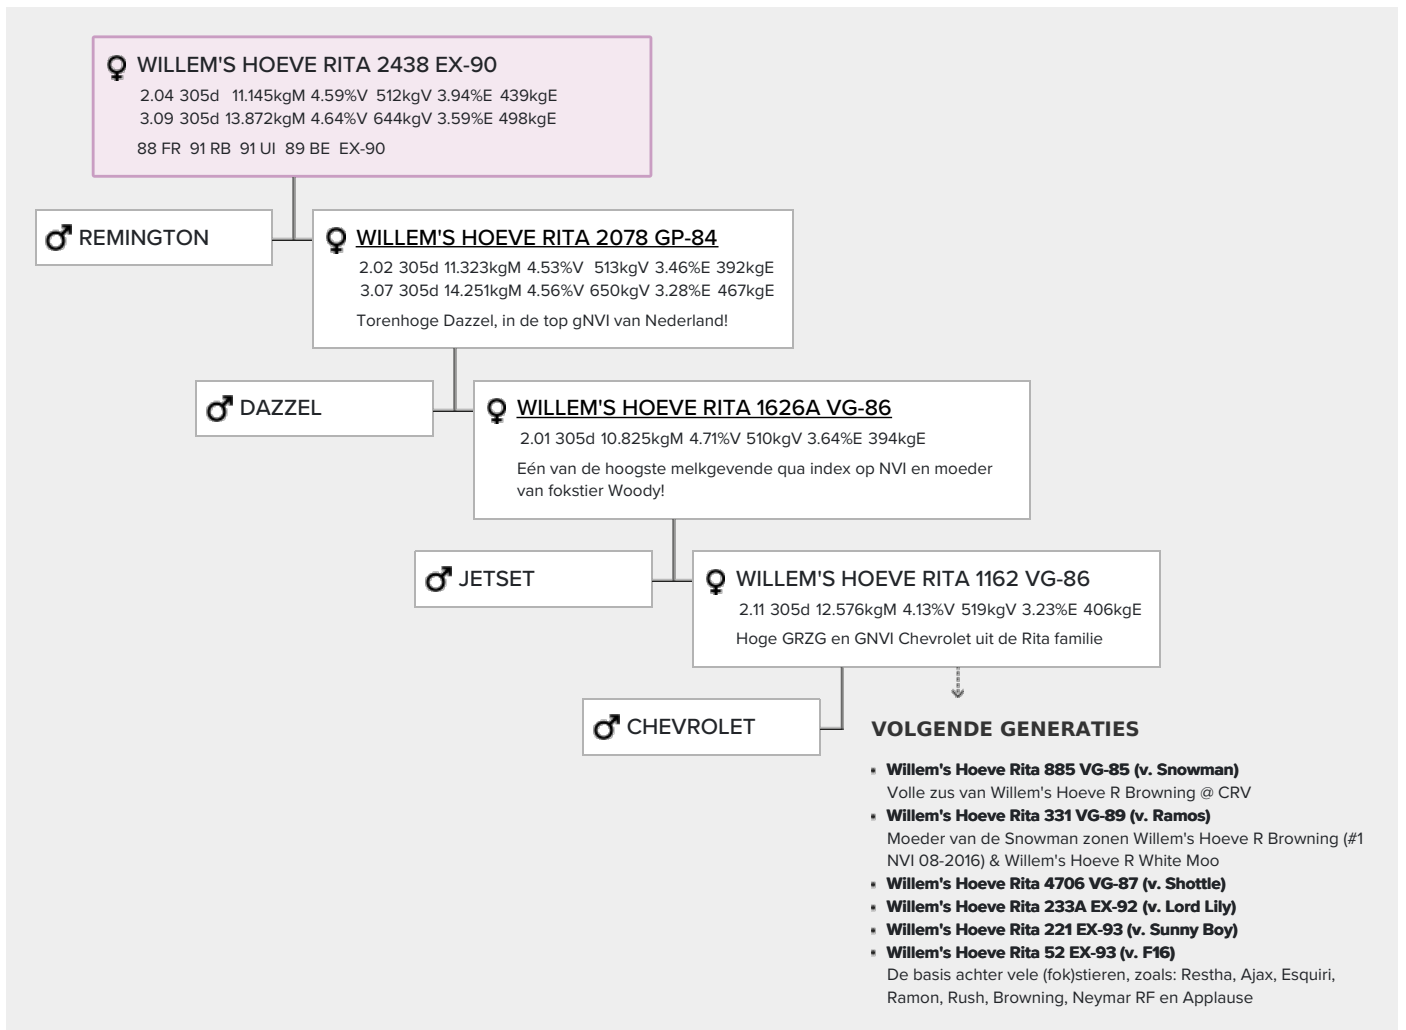 WILLEM'S HOEVE RITA 2438 EX-90
2.04 305d 11.145kgM 4.59%V 512kgV 3.94%E 439kgE
3.09 305d 13.872kgM 4.64%V 644kgV 3.59%E 498kgE
88 FR 91 RB 91 UI 89 BE EX-90
REMINGTON
WILLEM'S HOEVE RITA 2078 GP-84
2.02 305d 11.323kgM 4.53%V 513kgV 3.46%E 392kgE
3.07 305d 14.251kgM 4.56%V 650kgV 3.28%E 467kgE
Torenhoge Dazzel, in de top gNVI van Nederland!
DAZZEL
WILLEM'S HOEVE RITA 1626A VG-86
2.01 305d 10.825kgM 4.71%V 510kgV 3.64%E 394kgE
Eén van de hoogste melkgevende qua index op NVI en moeder
van fokstier Woody!
JETSET
WILLEM'S HOEVE RITA 1162 VG-86
2.11 305d 12.576kgM 4.13%V 519kgV 3.23%E 406kgE
Hoge GRZG en GNVI Chevrolet uit de Rita familie
CHEVROLET
VOLGENDE GENERATIES
Willem's Hoeve Rita 885 VG-85 (v. Snowman)
Volle zus van Willem's Hoeve R Browning @ CRV
Willem's Hoeve Rita 331 VG-89 (v. Ramos)
Moeder van de Snowman zonen Willem's Hoeve R Browning (#1
NVI 08-2016) & Willem's Hoeve R White Moo
Willem's Hoeve Rita 4706 VG-87 (v. Shottle)
Willem's Hoeve Rita 233A EX-92 (v. Lord Lily)
Willem's Hoeve Rita 221 EX-93 (v. Sunny Boy)
Willem's Hoeve Rita 52 EX-93 (v. F16)
De basis achter vele (fok)stieren, zoals: Restha, Ajax, Esquiri,
Ramon, Rush, Browning, Neymar RF en Applause